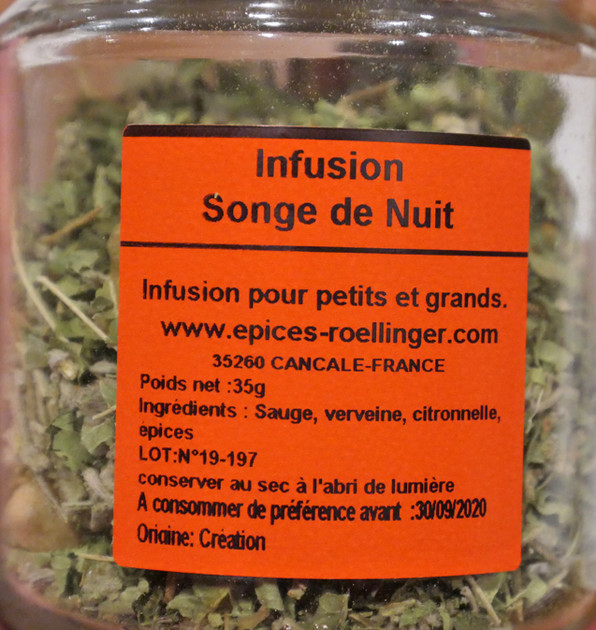 Infusion
Songe de Nuit
Infusion pour petits et grands.
www.epices-roellinger.com
35260 CANCALE-FRANCE
Poids net :35g
Ingrédients : Sauge, verveine, citronnelle,
épices
LOT:N°19-197
conserver au sec à l'abri de lumière
A consommer de préférence avant :30/09/2020
Origine: Création